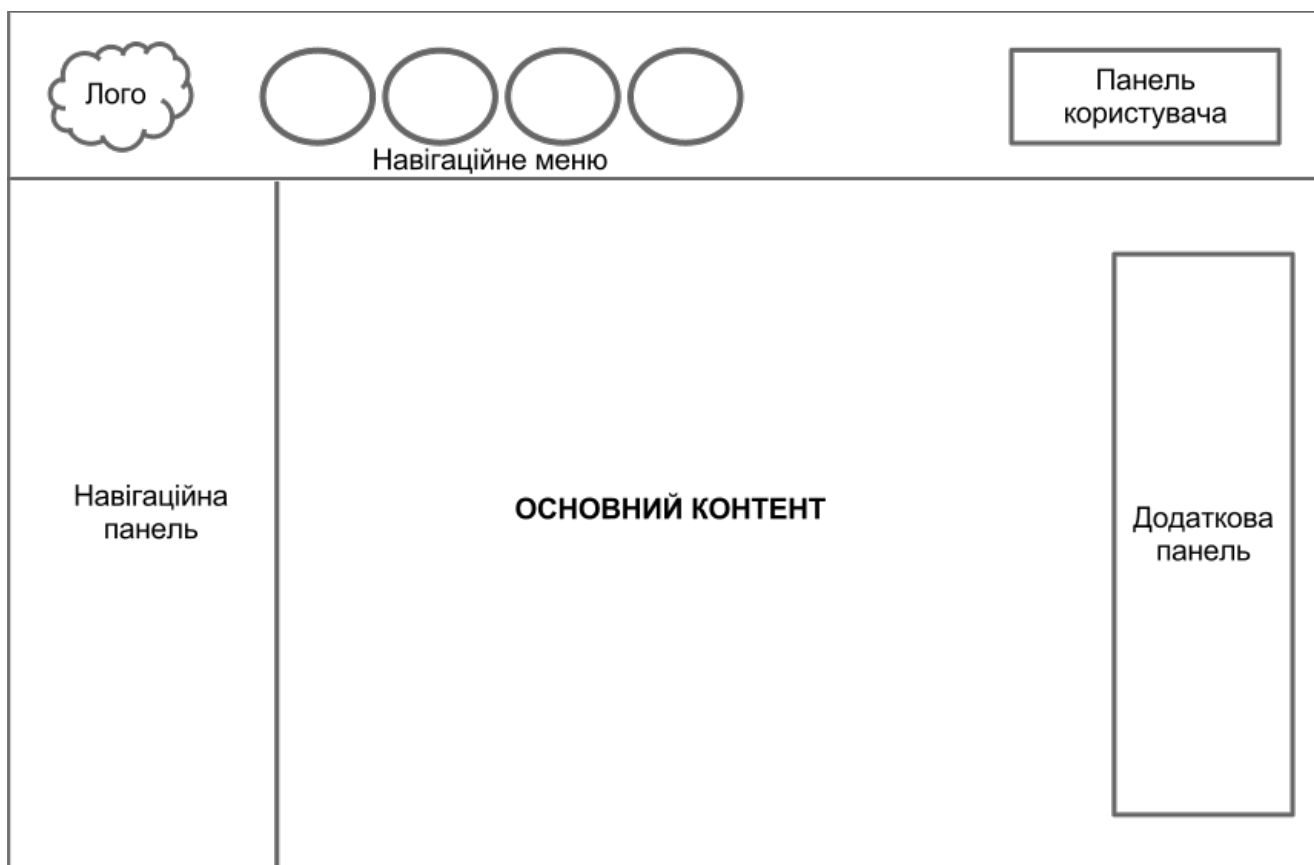 Лого
Панель
користувача
Навігаційне меню
Навігаційна
панель
ОСНОВНИЙ КОНТЕНТ
Додаткова
панель